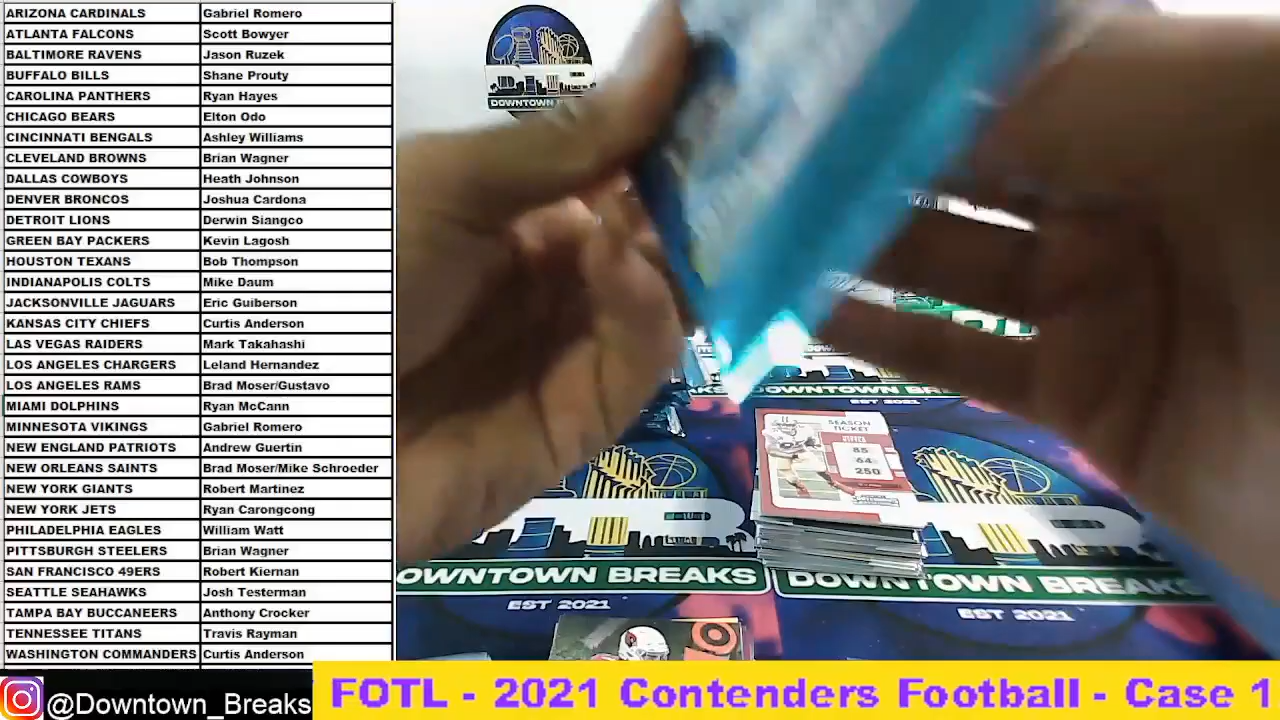 ARIZONA CARDINALS Gabriel Romero
ATLANTA FALCONS Scott Bowyer
BALTIMORE RAVENS Jason Ruzek
BUFFALO BILLS Shane Prouty
CAROLINA PANTHERS Ryan Hayes
CHICAGO BEARS Elton Odo
CINCINNATI BENGALS Ashley Williams
CLEVELAND BROWNS Brian Wagner
DALLAS COWBOYS Heath Johnson
DENVER BRONCOS Joshua Cardona
DETROIT LIONS Derwin Siangco
GREEN BAY PACKERS Kevin Lagosh
HOUSTON TEXANS Bob Thompson
INDIANAPOLIS COLTS Mike Daum
JACKSONVILLE JAGUARS Eric Guiberson
KANSAS CITY CHIEFS Curtis Anderson
LAS VEGAS RAIDERS Mark Takahashi
LOS ANGELES CHARGERS Leland Hernandez
LOS ANGELES RAMS Brad Moser/Gustavo
MIAMI DOLPHINS Ryan McCann
MINNESOTA VIKINGS Gabriel Romero
NEW ENGLAND PATRIOTS Andrew Guertin
NEW ORLEANS SAINTS Brad Moser/Mike Schroeder
NEW YORK GIANTS Robert Martinez
NEW YORK JETS Ryan Carongcong
PHILADELPHIA EAGLES William Watt
PITTSBURGH STEELERS Brian Wagner
SAN FRANCISCO 49ERS Robert Kiernan
SEATTLE SEAHAWKS Josh Testerman
TAMPA BAY BUCCANEERS Anthony Crocker
TENNESSEE TITANS Travis Rayman
WASHINGTON COMMANDERS Curtis Anderson
@Downtown_Breaks
FOTL - 2021 Contenders Football - Case 1
DOWNTOWN
DOWNTOWN BREAKS
EST 2021
SEASON
TICKET
85
64
250
OWNTOWN BREAKS
EST 2021
DOWNTOWN BREAKS
EST 2021